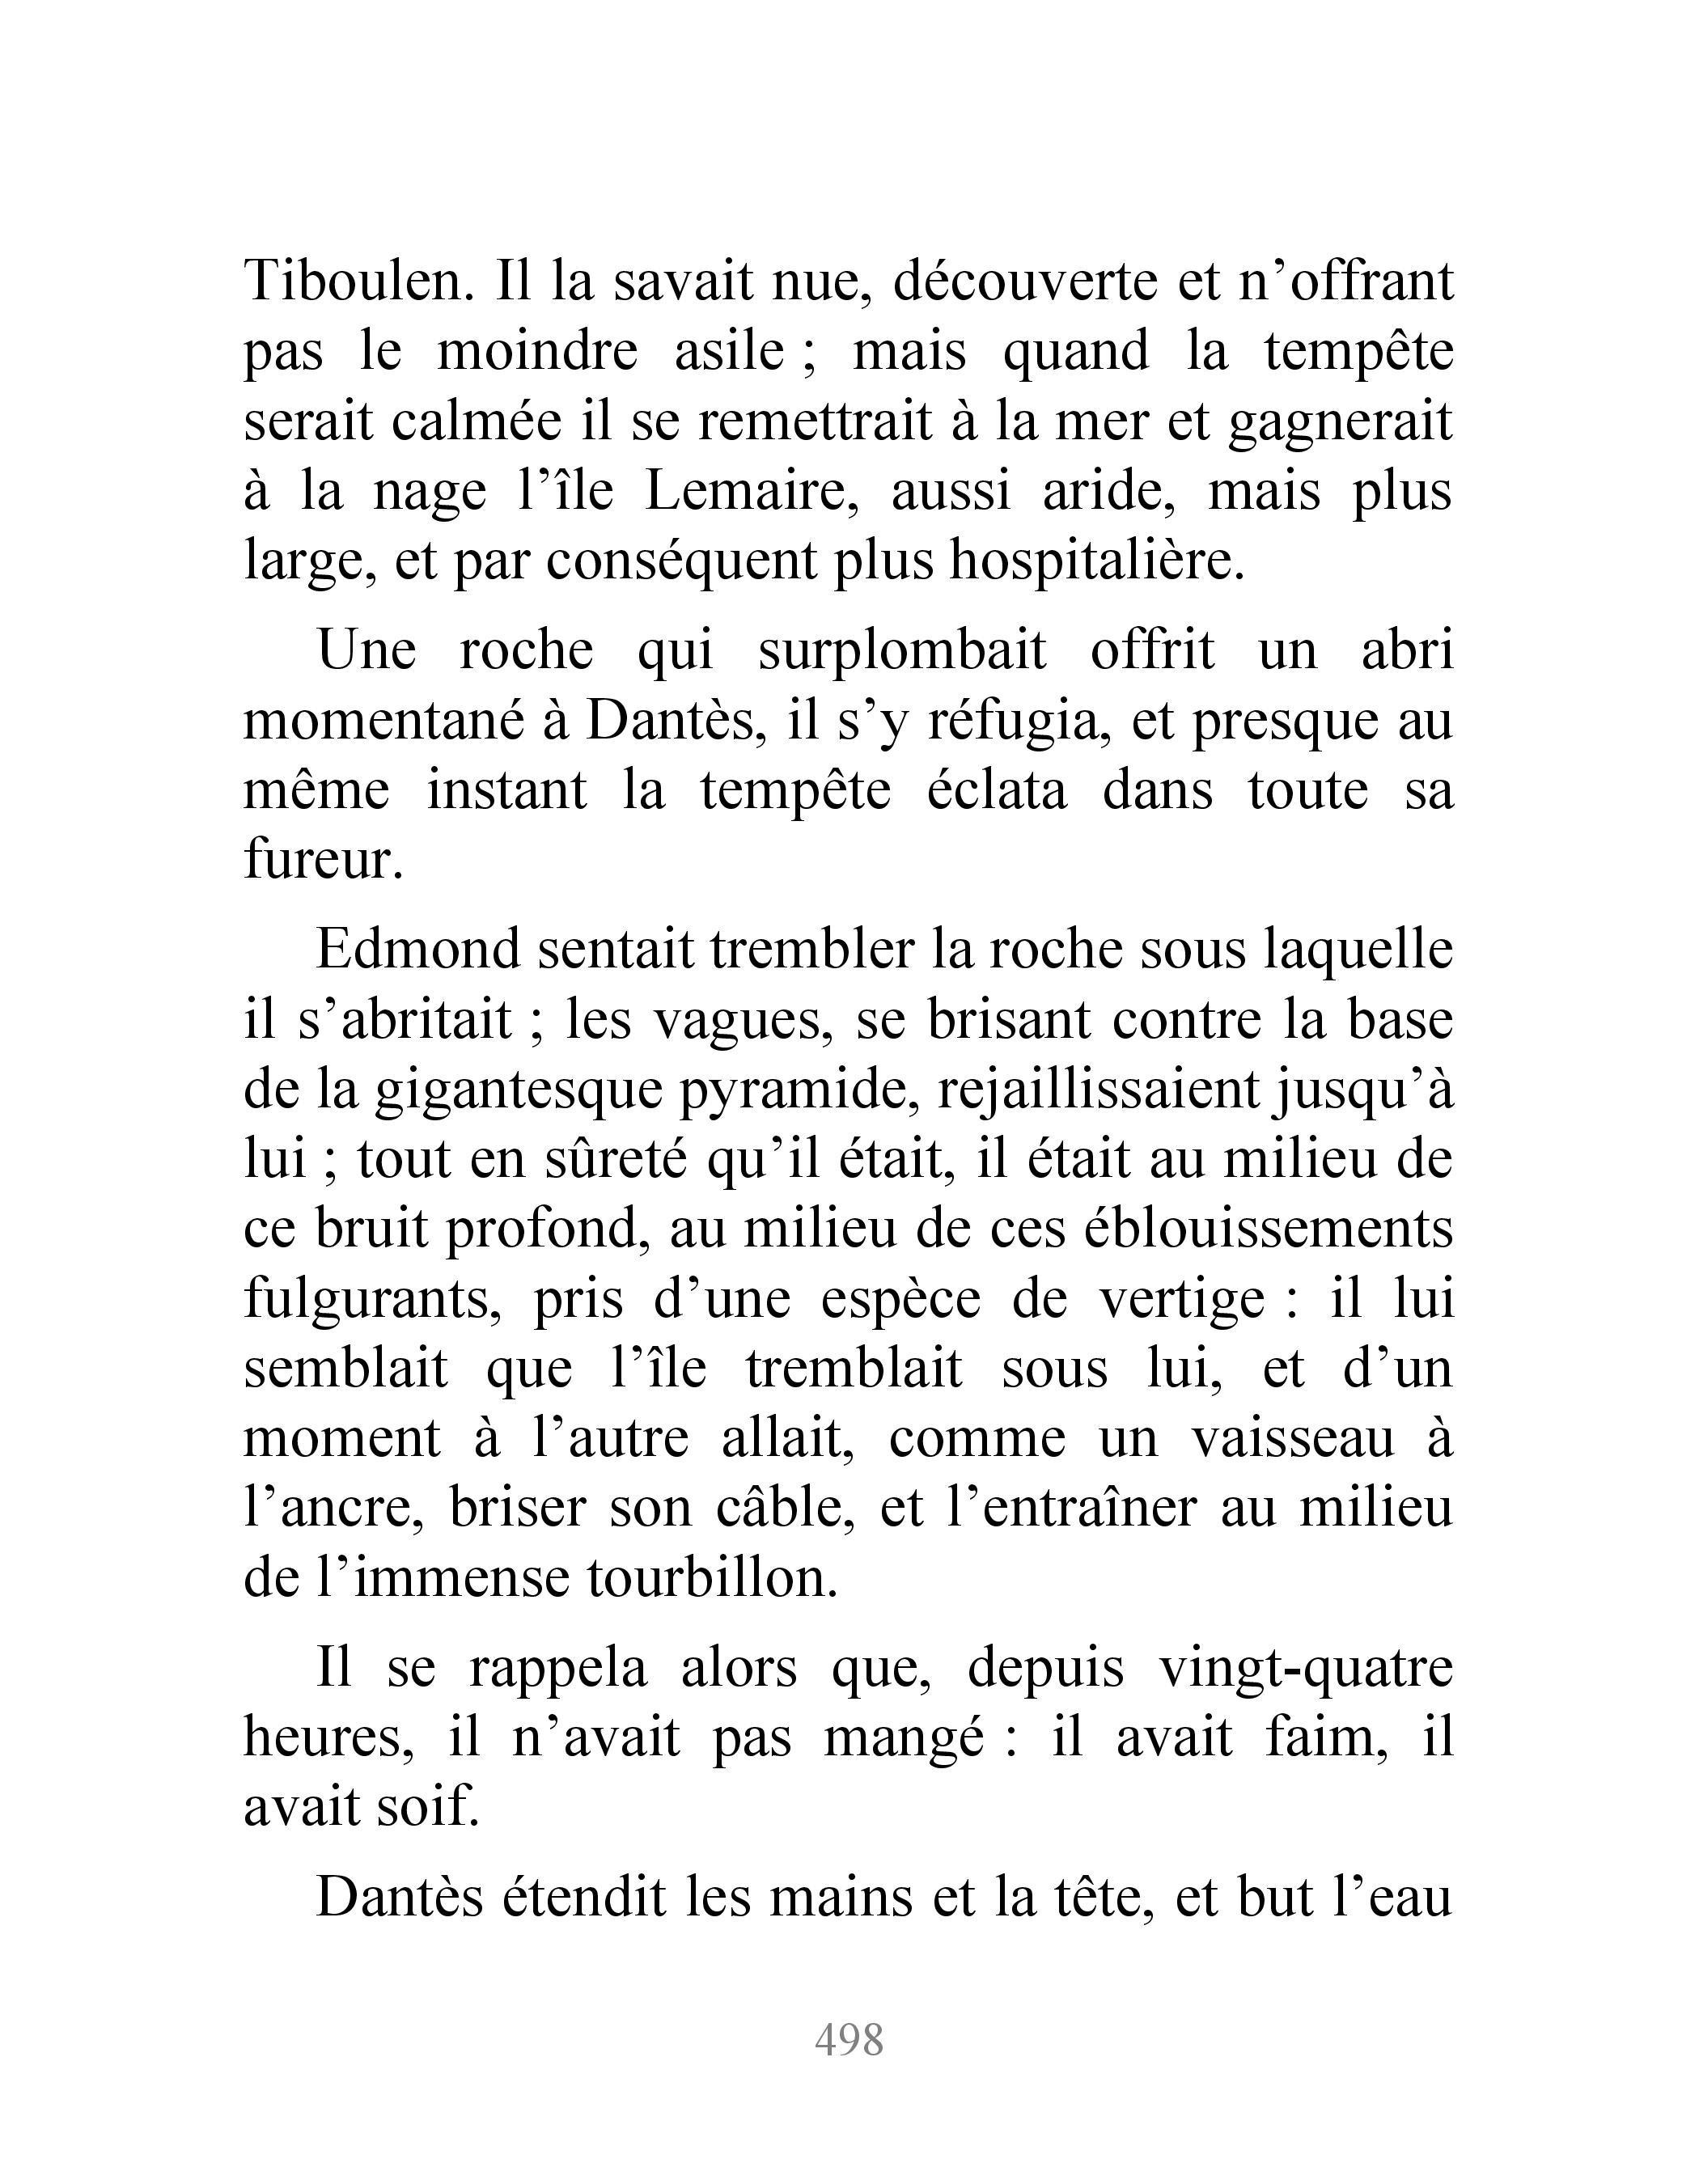 Tiboulen. Il la savait nue, découverte et n’offrant
pas le moindre asile ; mais quand la tempête
serait calmée il se remettrait à la mer et gagnerait
à la nage l’île Lemaire, aussi aride, mais plus
large, et par conséquent plus hospitalière.
Une roche qui surplombait offrit un abri
momentané à Dantès, il s’y réfugia, et presque au
même instant la tempête éclata dans toute sa
fureur.
Edmond sentait trembler la roche sous laquelle
il s’abritait ; les vagues, se brisant contre la base
de la gigantesque pyramide, rejaillissaient jusqu’à
lui ; tout en sûreté qu’il était, il était au milieu de
ce bruit profond, au milieu de ces éblouissements
fulgurants, pris d’une espèce de vertige : il lui
semblait que l’île tremblait sous lui, et d’un
moment à l’autre allait, comme un vaisseau à
l’ancre, briser son câble, et l’entraîner au milieu
de l’immense tourbillon.
Il se rappela alors que, depuis vingt-quatre
heures, il n’avait pas mangé : il avait faim, il
avait soif.
Dantès étendit les mains et la tête, et but l’eau
498